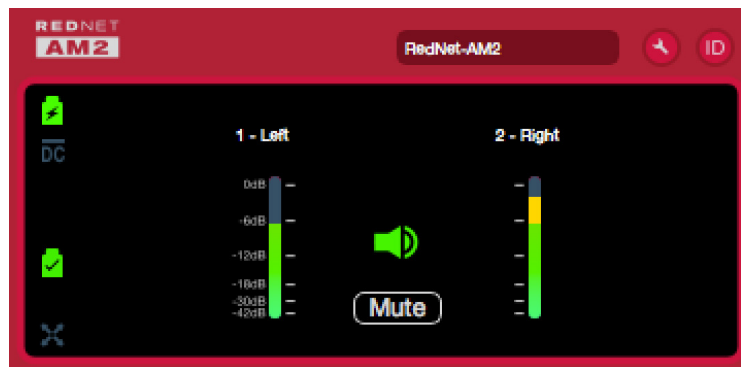 REDNET
AM2
RedNet-AM2
ID
DC
1 - Left
2 - Right
0dB
-6dB
-12dB
-18dB
-30dB
-42dB
Mute